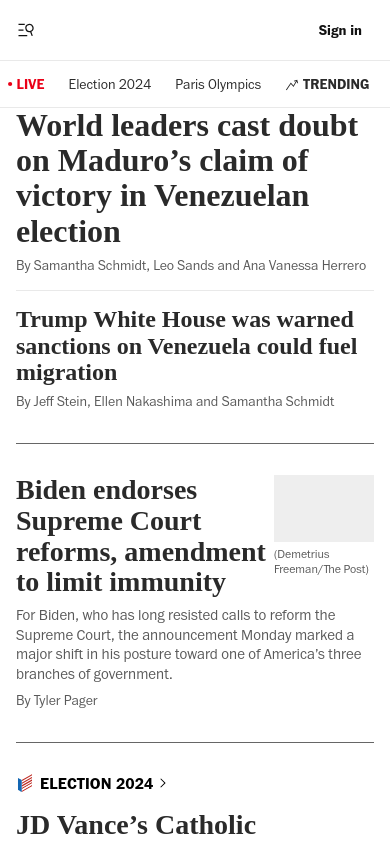 Sign in
• LIVE
Election 2024
Paris Olympics
TRENDING
World leaders cast doubt
on Maduro’s claim of
victory in Venezuelan
election
By Samantha Schmidt, Leo Sands and Ana Vanessa Herrero
Trump White House was warned
sanctions on Venezuela could fuel
migration
By Jeff Stein, Ellen Nakashima and Samantha Schmidt
Biden endorses
Supreme Court
reforms, amendment
to limit immunity
(Demetrius
Freeman/The Post)
For Biden, who has long resisted calls to reform the
Supreme Court, the announcement Monday marked a
major shift in his posture toward one of America’s three
branches of government.
By Tyler Pager
ELECTION 2024
JD Vance’s Catholic